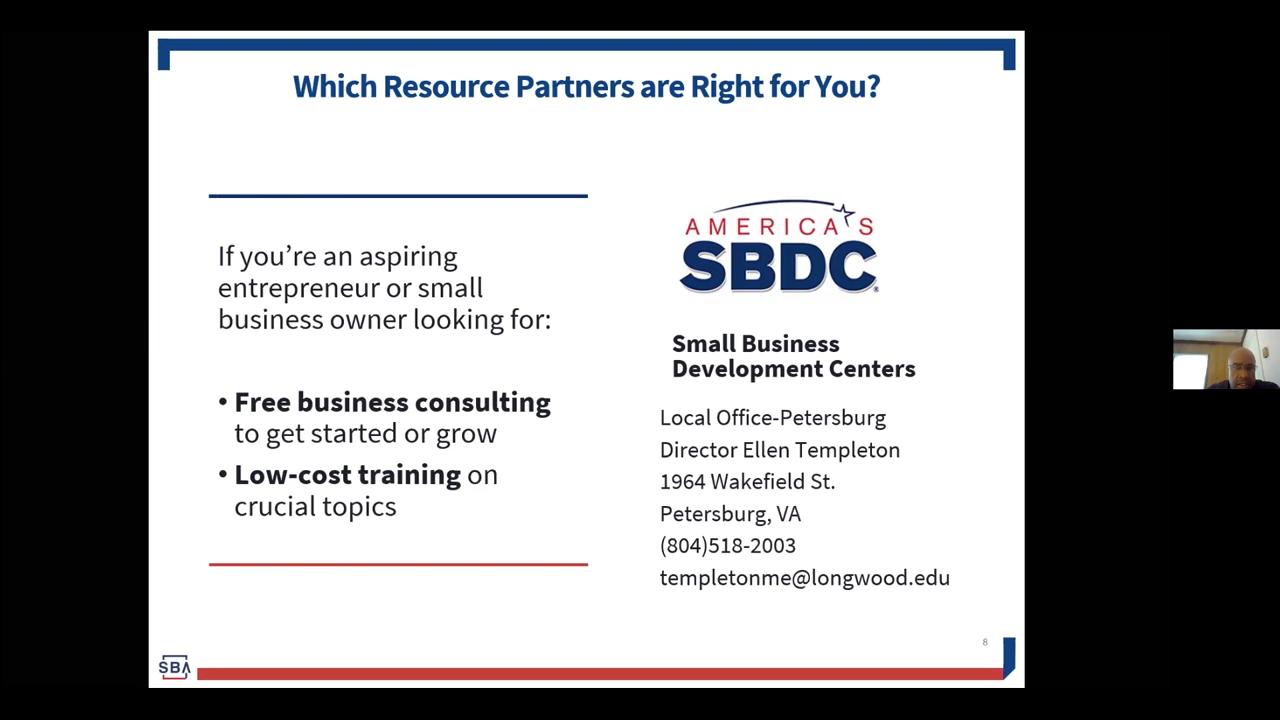 Which Resource Partners are Right for You?
If you’re an aspiring
entrepreneur or small
business owner looking for:
• Free business consulting
to get started or grow
• Low-cost training on
crucial topics
AMERICA'S
SBDC®
Small Business
Development Centers
Local Office-Petersburg
Director Ellen Templeton
1964 Wakefield St.
Petersburg, VA
(804)518-2003
templetonme@longwood.edu
8
SBA